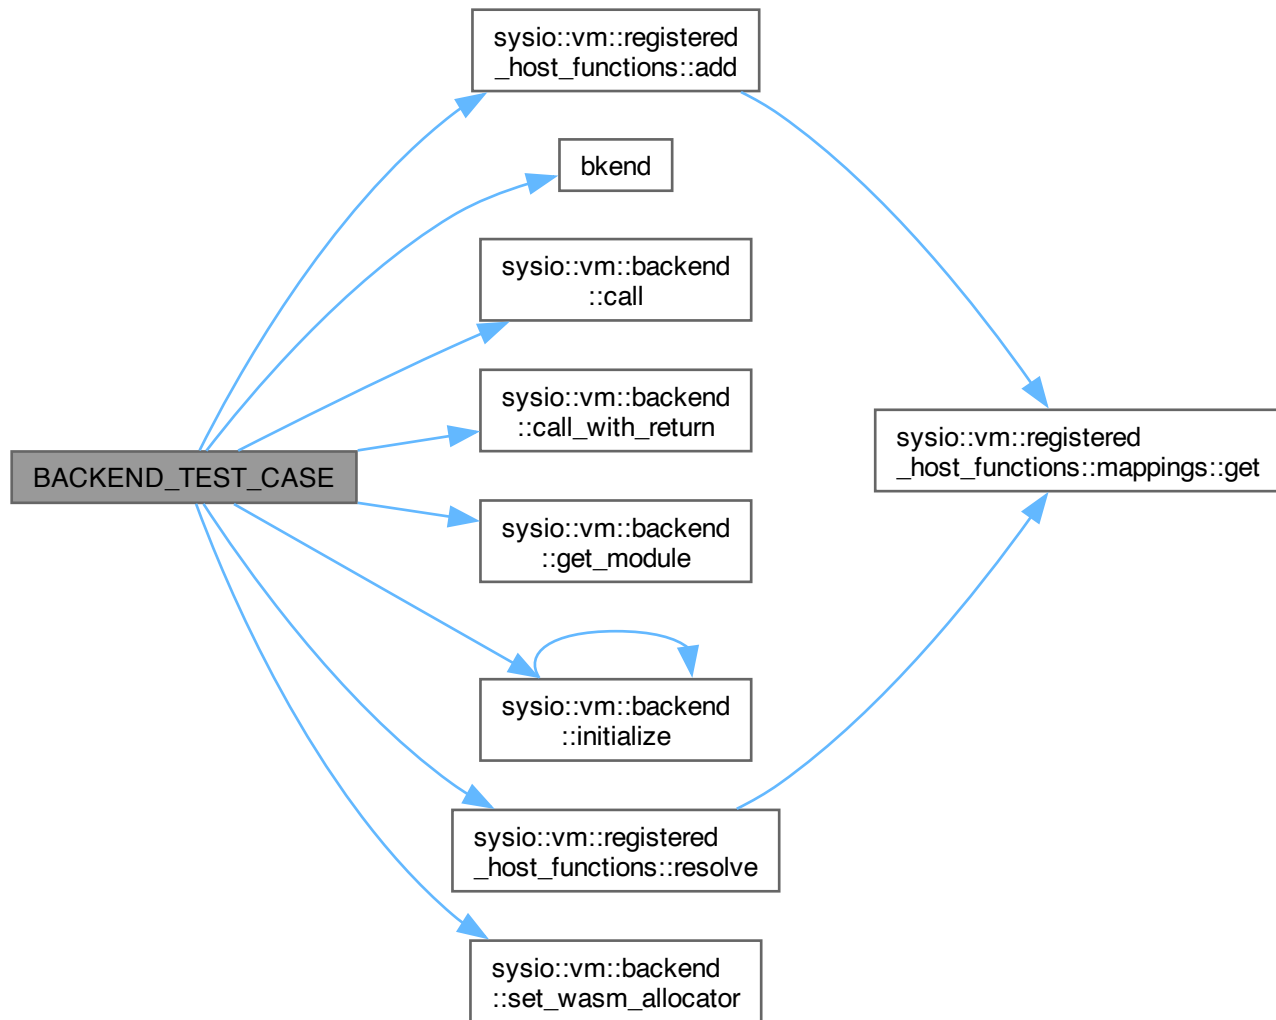 sysio::vm::registered
_host_functions::add
bkend
sysio::vm::backend
::call
sysio::vm::backend
::call_with_return
BACKEND_TEST_CASE
sysio::vm::registered
_host_functions::mappings::get
sysio::vm::backend
::get_module
sysio::vm::backend
::initialize
sysio::vm::registered
_host_functions::resolve
sysio::vm::backend
::set_wasm_allocator